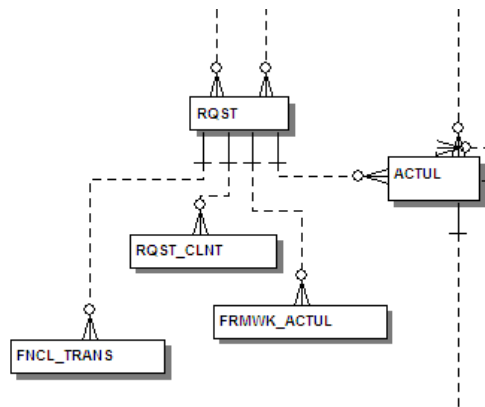 RQST
ACTUL
RQST_CLNT
FRMWK_ACTUL
FNCL_TRANS